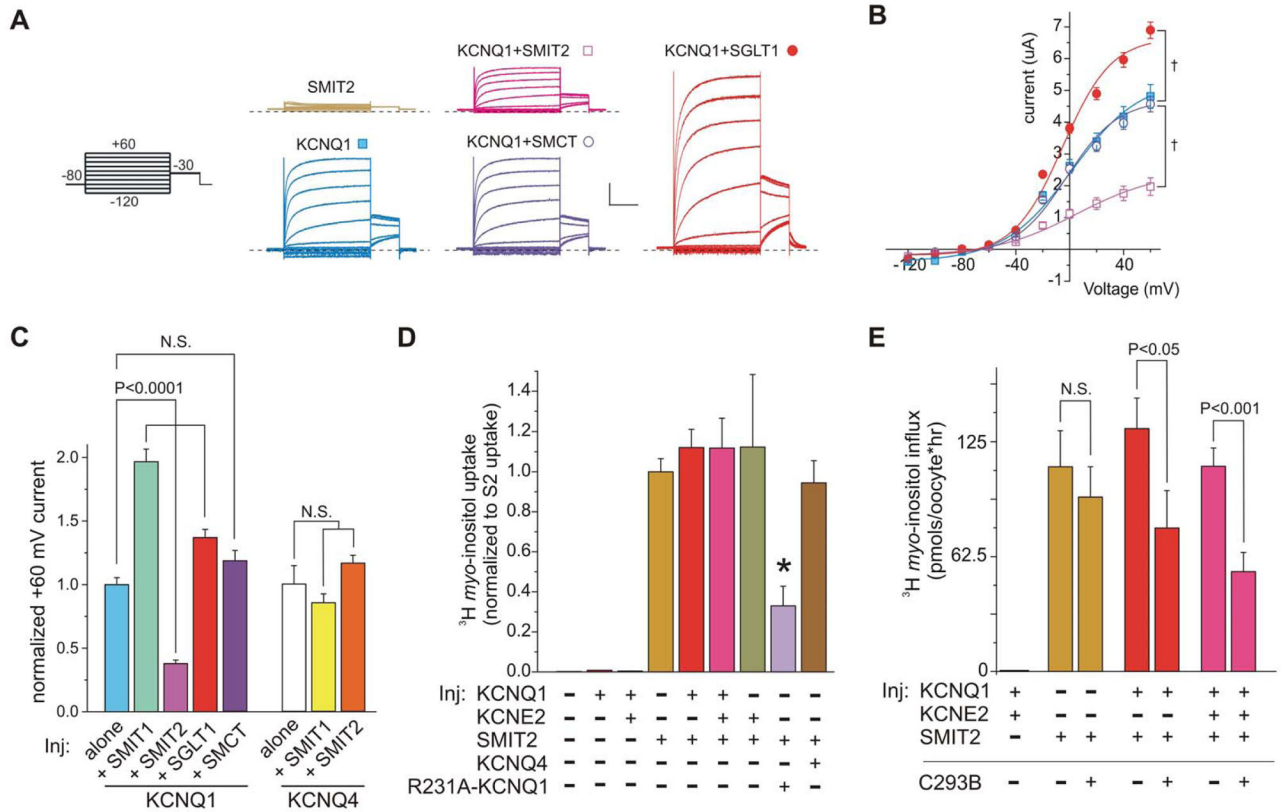 A
-80
+60
-30
-120
SMIT2
KCNQ1+SMIT2
KCNQ1+SGLT1
KCNQ1
KCNQ1+SMCT
B
current (uA)
7
6
5
4
3
2
1
-1
-120
-80
-40
0
40
Voltage (mV)
†
†
C
normalized +60 mV current
2.0
1.5
1.0
0.5
0.0
N.S.
P<0.0001
N.S.
Inj:
alone
+ SMIT1
+ SMIT2
+ SGLT1
+ SMCT
KCNQ1
alone
+ SMIT1
+ SMIT2
KCNQ4
D
³H myo-inositol uptake
(normalized to S2 uptake)
1.4
1.2
1.0
0.8
0.6
0.4
0.2
0.0
*
Inj: KCNQ1 - + + - + + - - -
KCNE2 - - + - - + + - -
SMIT2 - - - + + + + + +
KCNQ4 - - - - - - - - +
R231A-KCNQ1 - - - - - - - + -
E
³H myo-inositol influx
(pmols/oocyte*hr)
125
62.5
0
N.S.
P<0.05
P<0.001
Inj: KCNQ1 + - - + + + +
KCNE2 + - - - - + +
SMIT2 - + + + + + +
C293B - - + - + - +